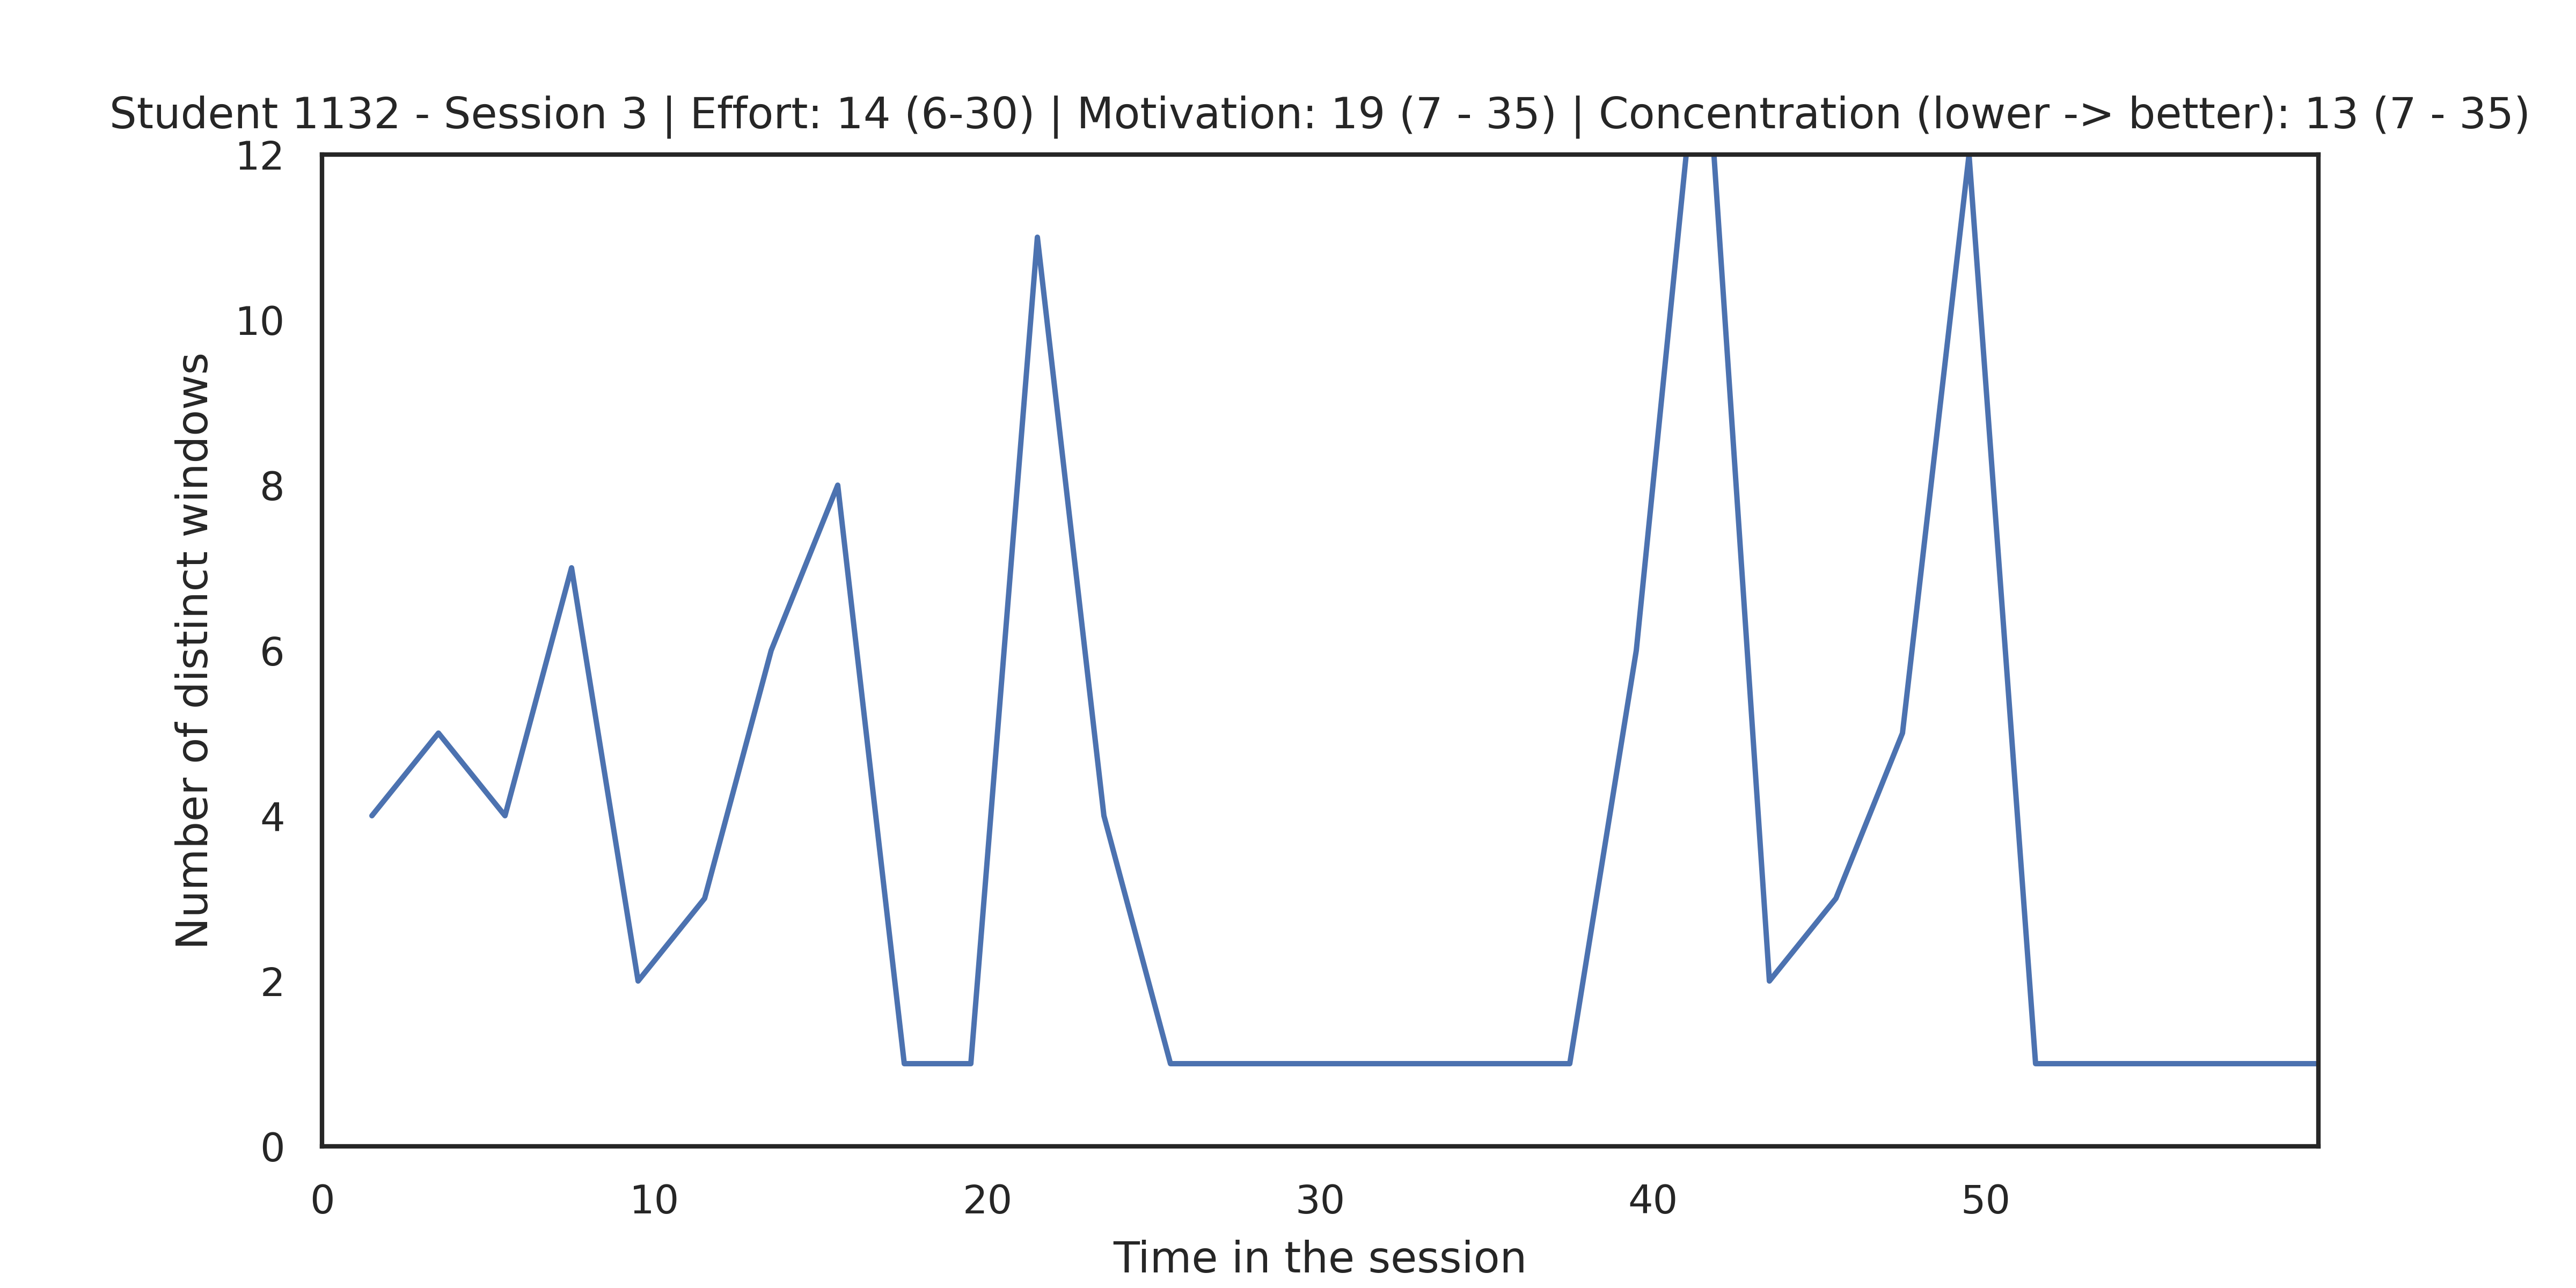 Student 1132 - Session 3 | Effort: 14 (6-30) | Motivation: 19 (7 - 35) | Concentration (lower -> better): 13 (7 - 35)
12
10
8
6
4
2
0
Number of distinct windows
0 10 20 30 40 50
Time in the session